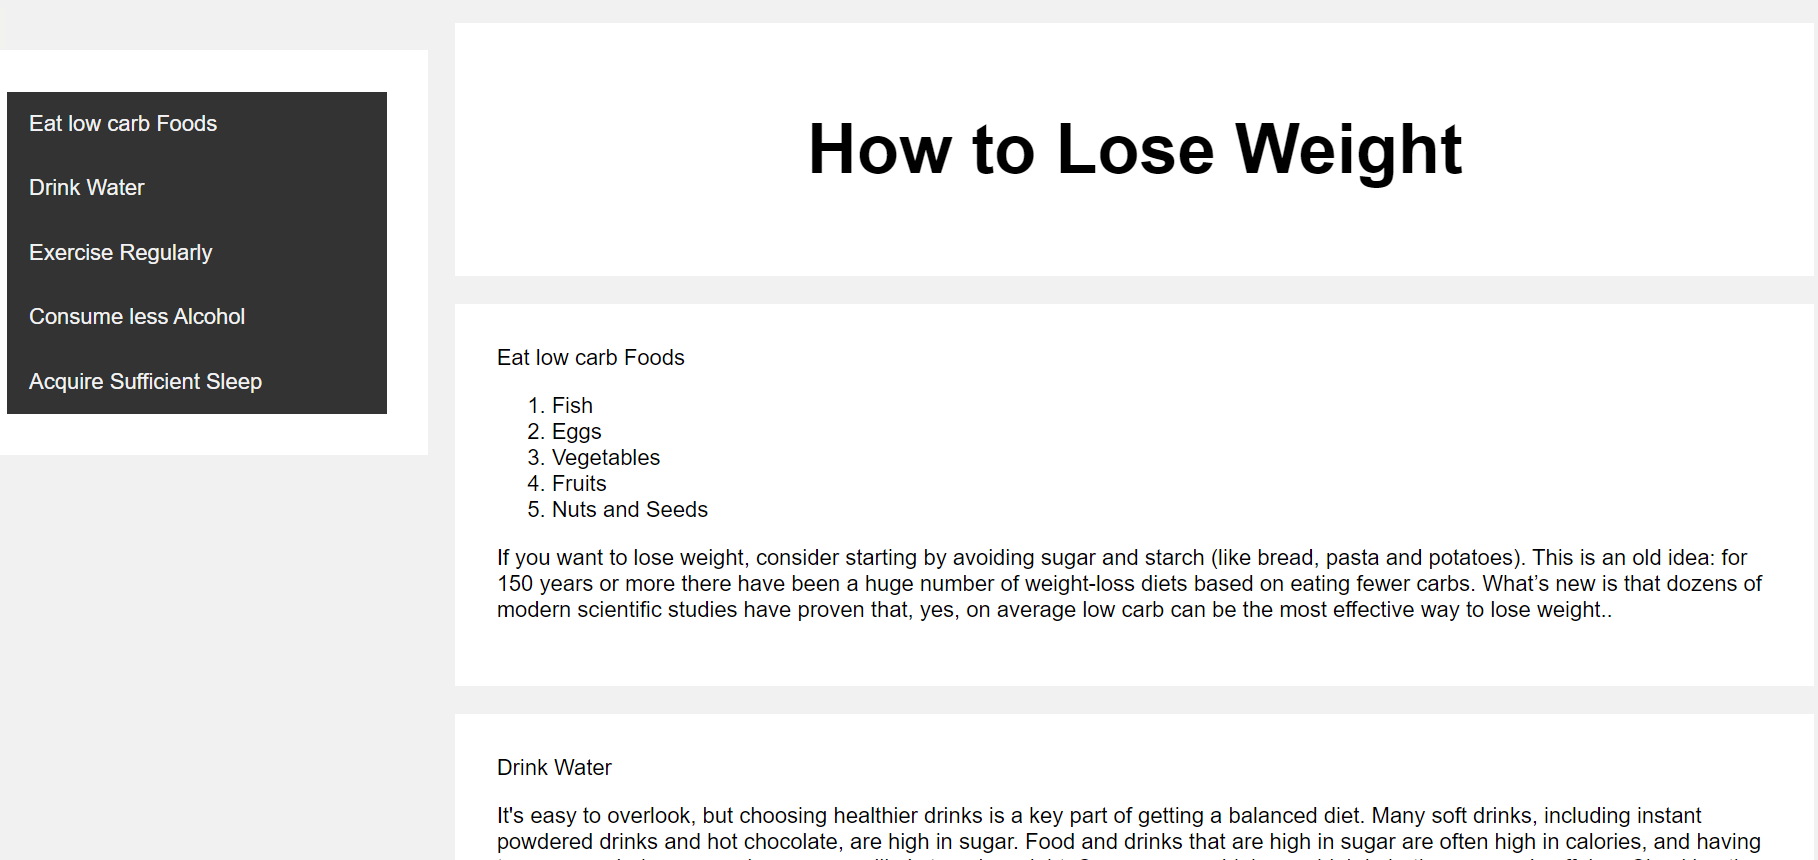 Eat low carb Foods
Drink Water
Exercise Regularly
Consume less Alcohol
Acquire Sufficient Sleep
How to Lose Weight
Eat low carb Foods
1. Fish
2. Eggs
3. Vegetables
4. Fruits
5. Nuts and Seeds
If you want to lose weight, consider starting by avoiding sugar and starch (like bread, pasta and potatoes). This is an old idea: for
150 years or more there have been a huge number of weight-loss diets based on eating fewer carbs. What’s new is that dozens of
modern scientific studies have proven that, yes, on average low carb can be the most effective way to lose weight..
Drink Water
It's easy to overlook, but choosing healthier drinks is a key part of getting a balanced diet. Many soft drinks, including instant
powdered drinks and hot chocolate, are high in sugar. Food and drinks that are high in sugar are often high in calories, and having